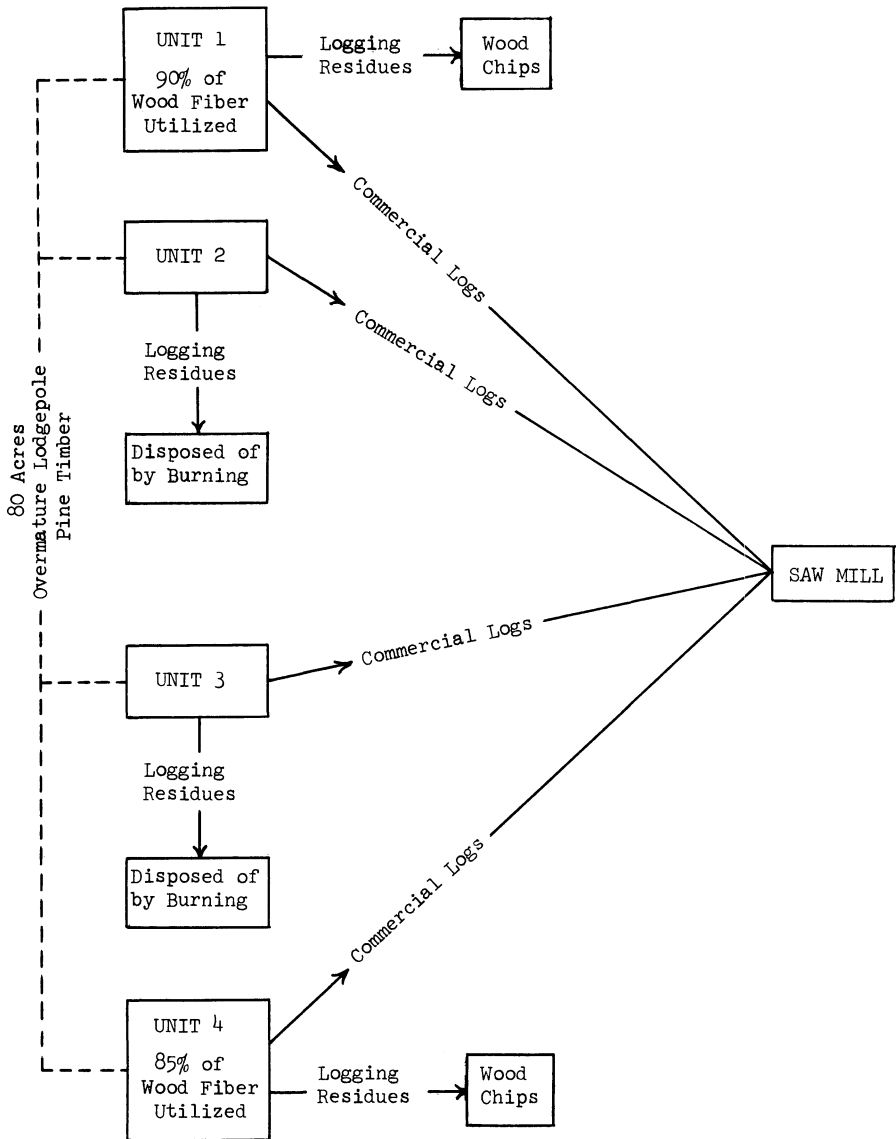 80 Acres
Overmature Lodgepole
Pine Timber
UNIT 1
90% of
Wood Fiber
Utilized
Logging
Residues
Wood
Chips
Commercial Logs
UNIT 2
Commercial Logs
Logging
Residues
Disposed of
by Burning
SAW MILL
UNIT 3
Commercial Logs
Logging
Residues
Disposed of
by Burning
UNIT 4
85% of
Wood Fiber
Utilized
Commercial Logs
Logging
Residues
Wood
Chips